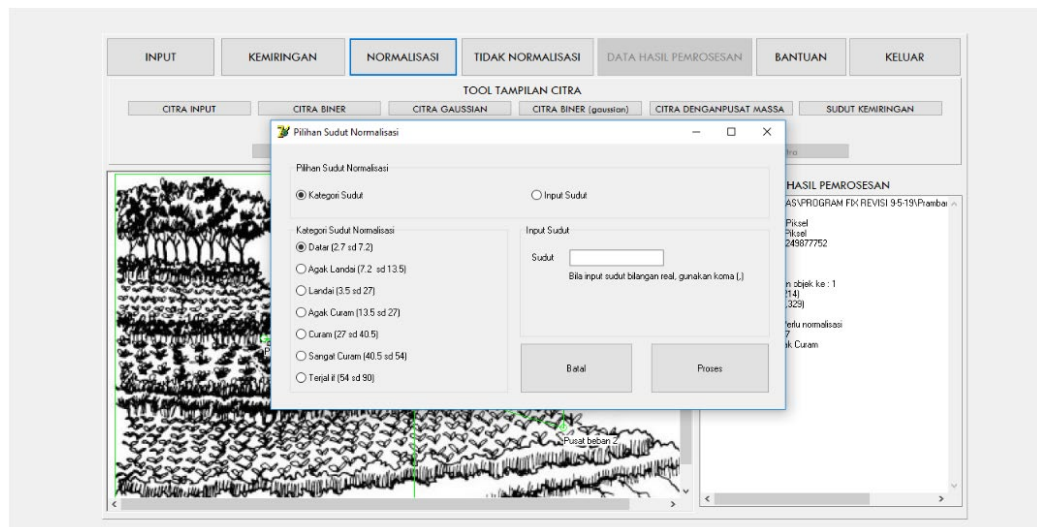 INPUT
KEMIRINGAN
NORMALISASI
TIDAK NORMALISASI
DATA HASIL PEMROSESAN
BANTUAN
KELUAR
TOOL TAMPILAN CITRA
CITRA INPUT
CITRA BINER
CITRA GAUSSIAN
CITRA BINER (gaussian)
CITRA DENGANPUSAT MASSA
SUDUT KEMIRINGAN
Pilihan Sudut Normalisasi
Pilihan Sudut Normalisasi
Kategori Sudut
Input Sudut
Kategori Sudut Normalisasi
Datar (2.7 sd 7.2)
Agak Landai (7.2 sd 13.5)
Landai (3.5 sd 27)
Agak Curam (13.5 sd 27)
Curam (27 sd 40.5)
Sangat Curam (40.5 sd 54)
Terjal if (54 sd 90)
Input Sudut
Sudut
Bila input sudut bilangan real, gunakan koma (,)
Batal
Proses
HASIL PEMROSESAN
AS\PROGRAM FIX REVISI 9-5-19\Pramban
Piksel
Piksel
249877752
objek ke : 1
214)
,329)
Perlu normalisasi
7
ak Curam
Pusat beban 2